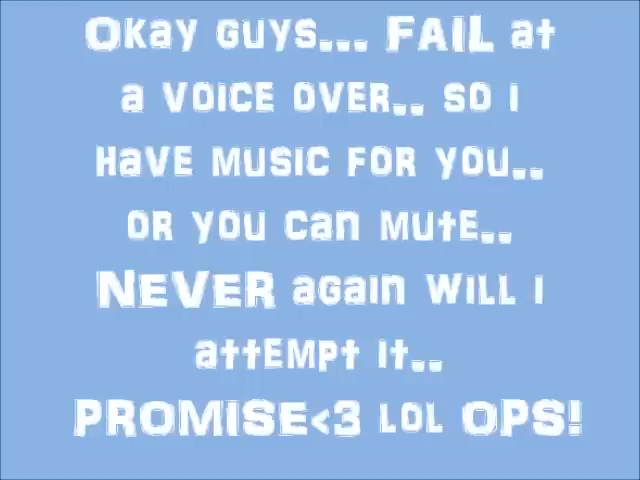 Okay guys... FAIL at
a voice over.. so i
have music for you..
or you can mute..
NEVER again will i
attempt it..
PROMISE<3 lol OPS!